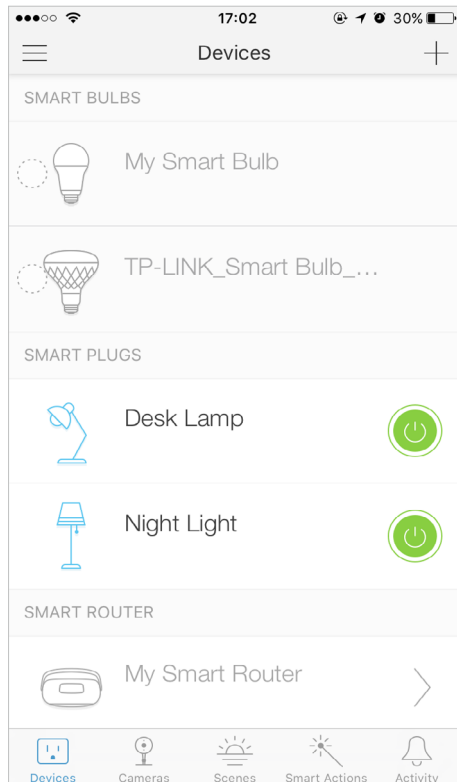 17:02
30%
Devices
SMART BULBS
My Smart Bulb
TP-LINK_Smart Bulb_...
SMART PLUGS
Desk Lamp
Night Light
SMART ROUTER
My Smart Router
Devices Cameras Scenes Smart Actions Activity